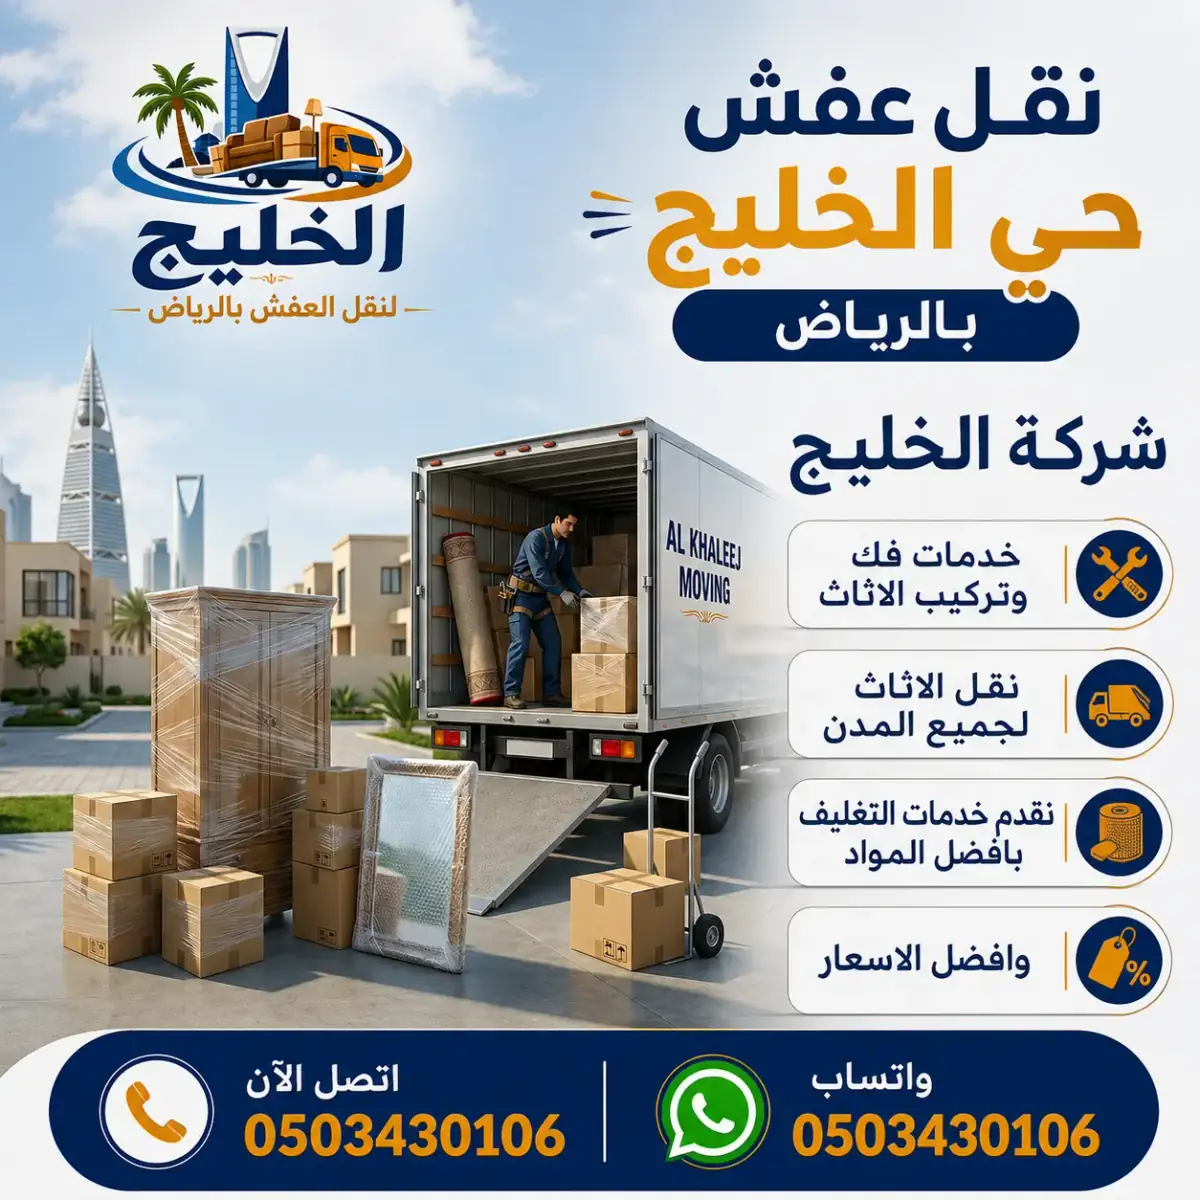 الخليج
لنقل العفش بالرياض
نقل عفش
حي الخليج
بالرياض
شركة الخليج
خدمات فك
وتركيب الاثاث
نقل الاثاث
لجميع المدن
نقدم خدمات التغليف
بافضل المواد
وافضل الاسعار
AL KHALEEJ
MOVING
واتساب
0503430106
اتصل الآن
0503430106
%